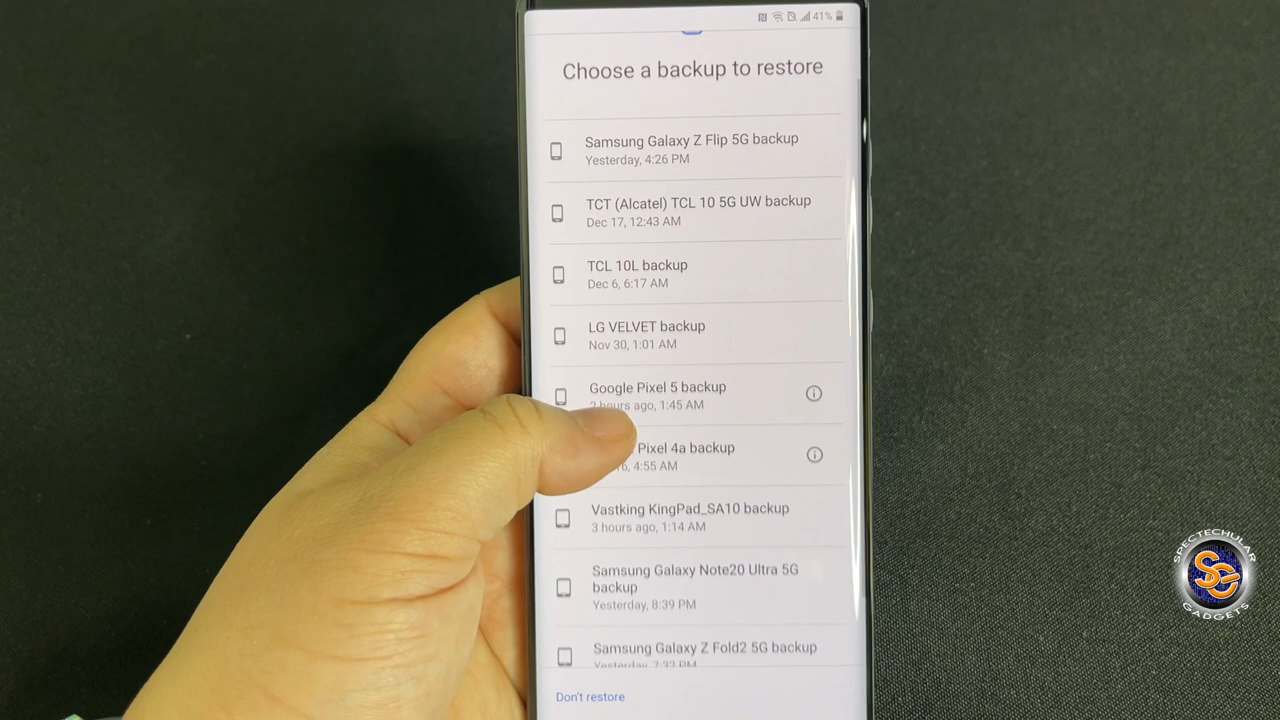 41%
Choose a backup to restore
Samsung Galaxy Z Flip 5G backup
Yesterday, 4:26 PM
TCT (Alcatel) TCL 10 5G UW backup
Dec 17, 12:43 AM
TCL 10L backup
Dec 6, 6:17 AM
LG VELVET backup
Nov 30, 1:01 AM
Google Pixel 5 backup
2 hours ago, 1:45 AM
Pixel 4a backup
4:55 AM
Vastking KingPad_SA10 backup
3 hours ago, 1:14 AM
Samsung Galaxy Note20 Ultra 5G
backup
Yesterday, 8:39 PM
Samsung Galaxy Z Fold2 5G backup
Yesterday, 7:32 PM
Don't restore
SPECTECHULAR
SG
GADGETS